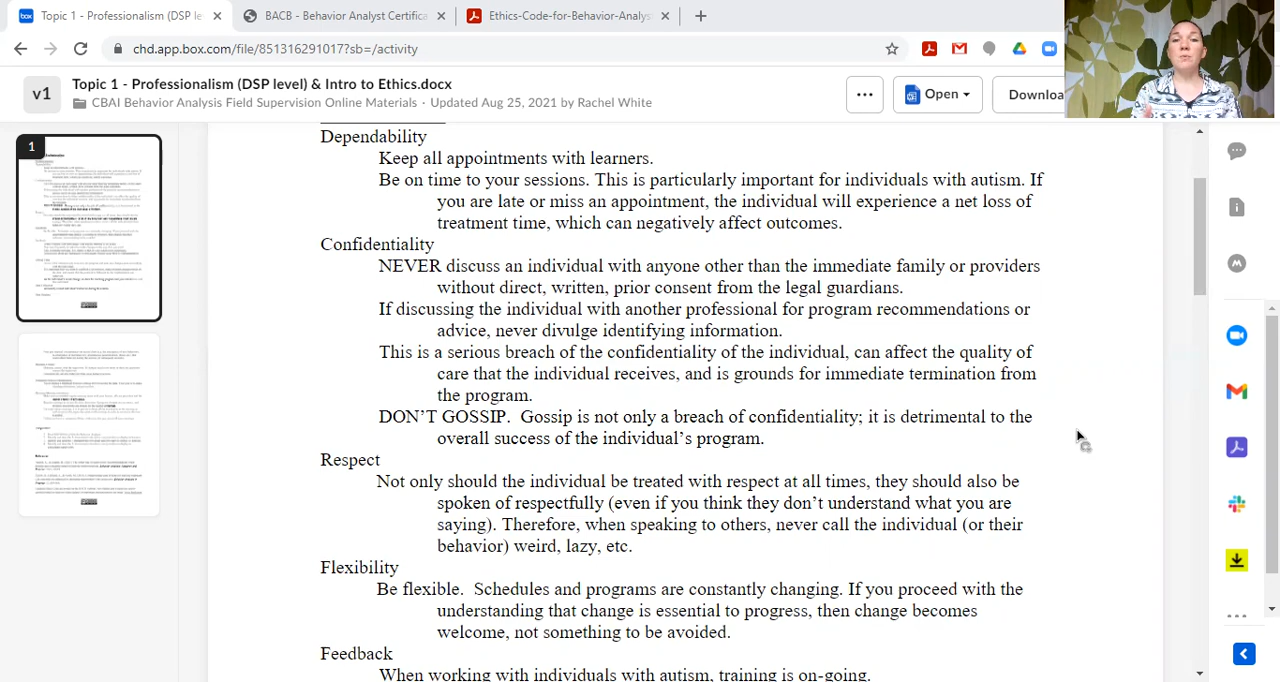 Topic 1 - Professionalism (DSP le
BACB - Behavior Analyst Certifica
Ethics-Code-for-Behavior-Analys
chd.app.box.com/file/851316291017?sb=/activity
v1
Topic 1 - Professionalism (DSP level) & Intro to Ethics.docx
CBAI Behavior Analysis Field Supervision Online Materials · Updated Aug 25, 2021 by Rachel White
Open
Downloa
1
Dependability
Keep all appointments with learners.
Be on time to your sessions. This is particularly important for individuals with autism. If
you are late or miss an appointment, the individual will experience a net loss of
treatment time, which can negatively affect outcomes.
Confidentiality
NEVER discuss an individual with anyone other than their immediate family or providers
without direct, written, prior consent from the legal guardians.
If discussing the individual with another professional for program recommendations or
advice, never divulge identifying information.
This is a serious breach of the confidentiality of the individual, can affect the quality of
care that an individual receives, and is grounds for immediate termination from
the program.
DON'T GOSSIP. Gossip is not only a breach of confidentiality; it is detrimental to the
overall success of the individual's program.
Respect
Not only should the individual be treated with respect at all times, they should also be
spoken of respectfully (even if you think they don't understand what you are
saying). Therefore, when speaking to others, never call the individual (or their
behavior) weird, lazy, etc.
Flexibility
Be flexible.  Schedules and programs are constantly changing. If you proceed with the
understanding that change is essential to progress, then change becomes
welcome, not something to be avoided.
Feedback
When working with individuals with autism, training is on-going.